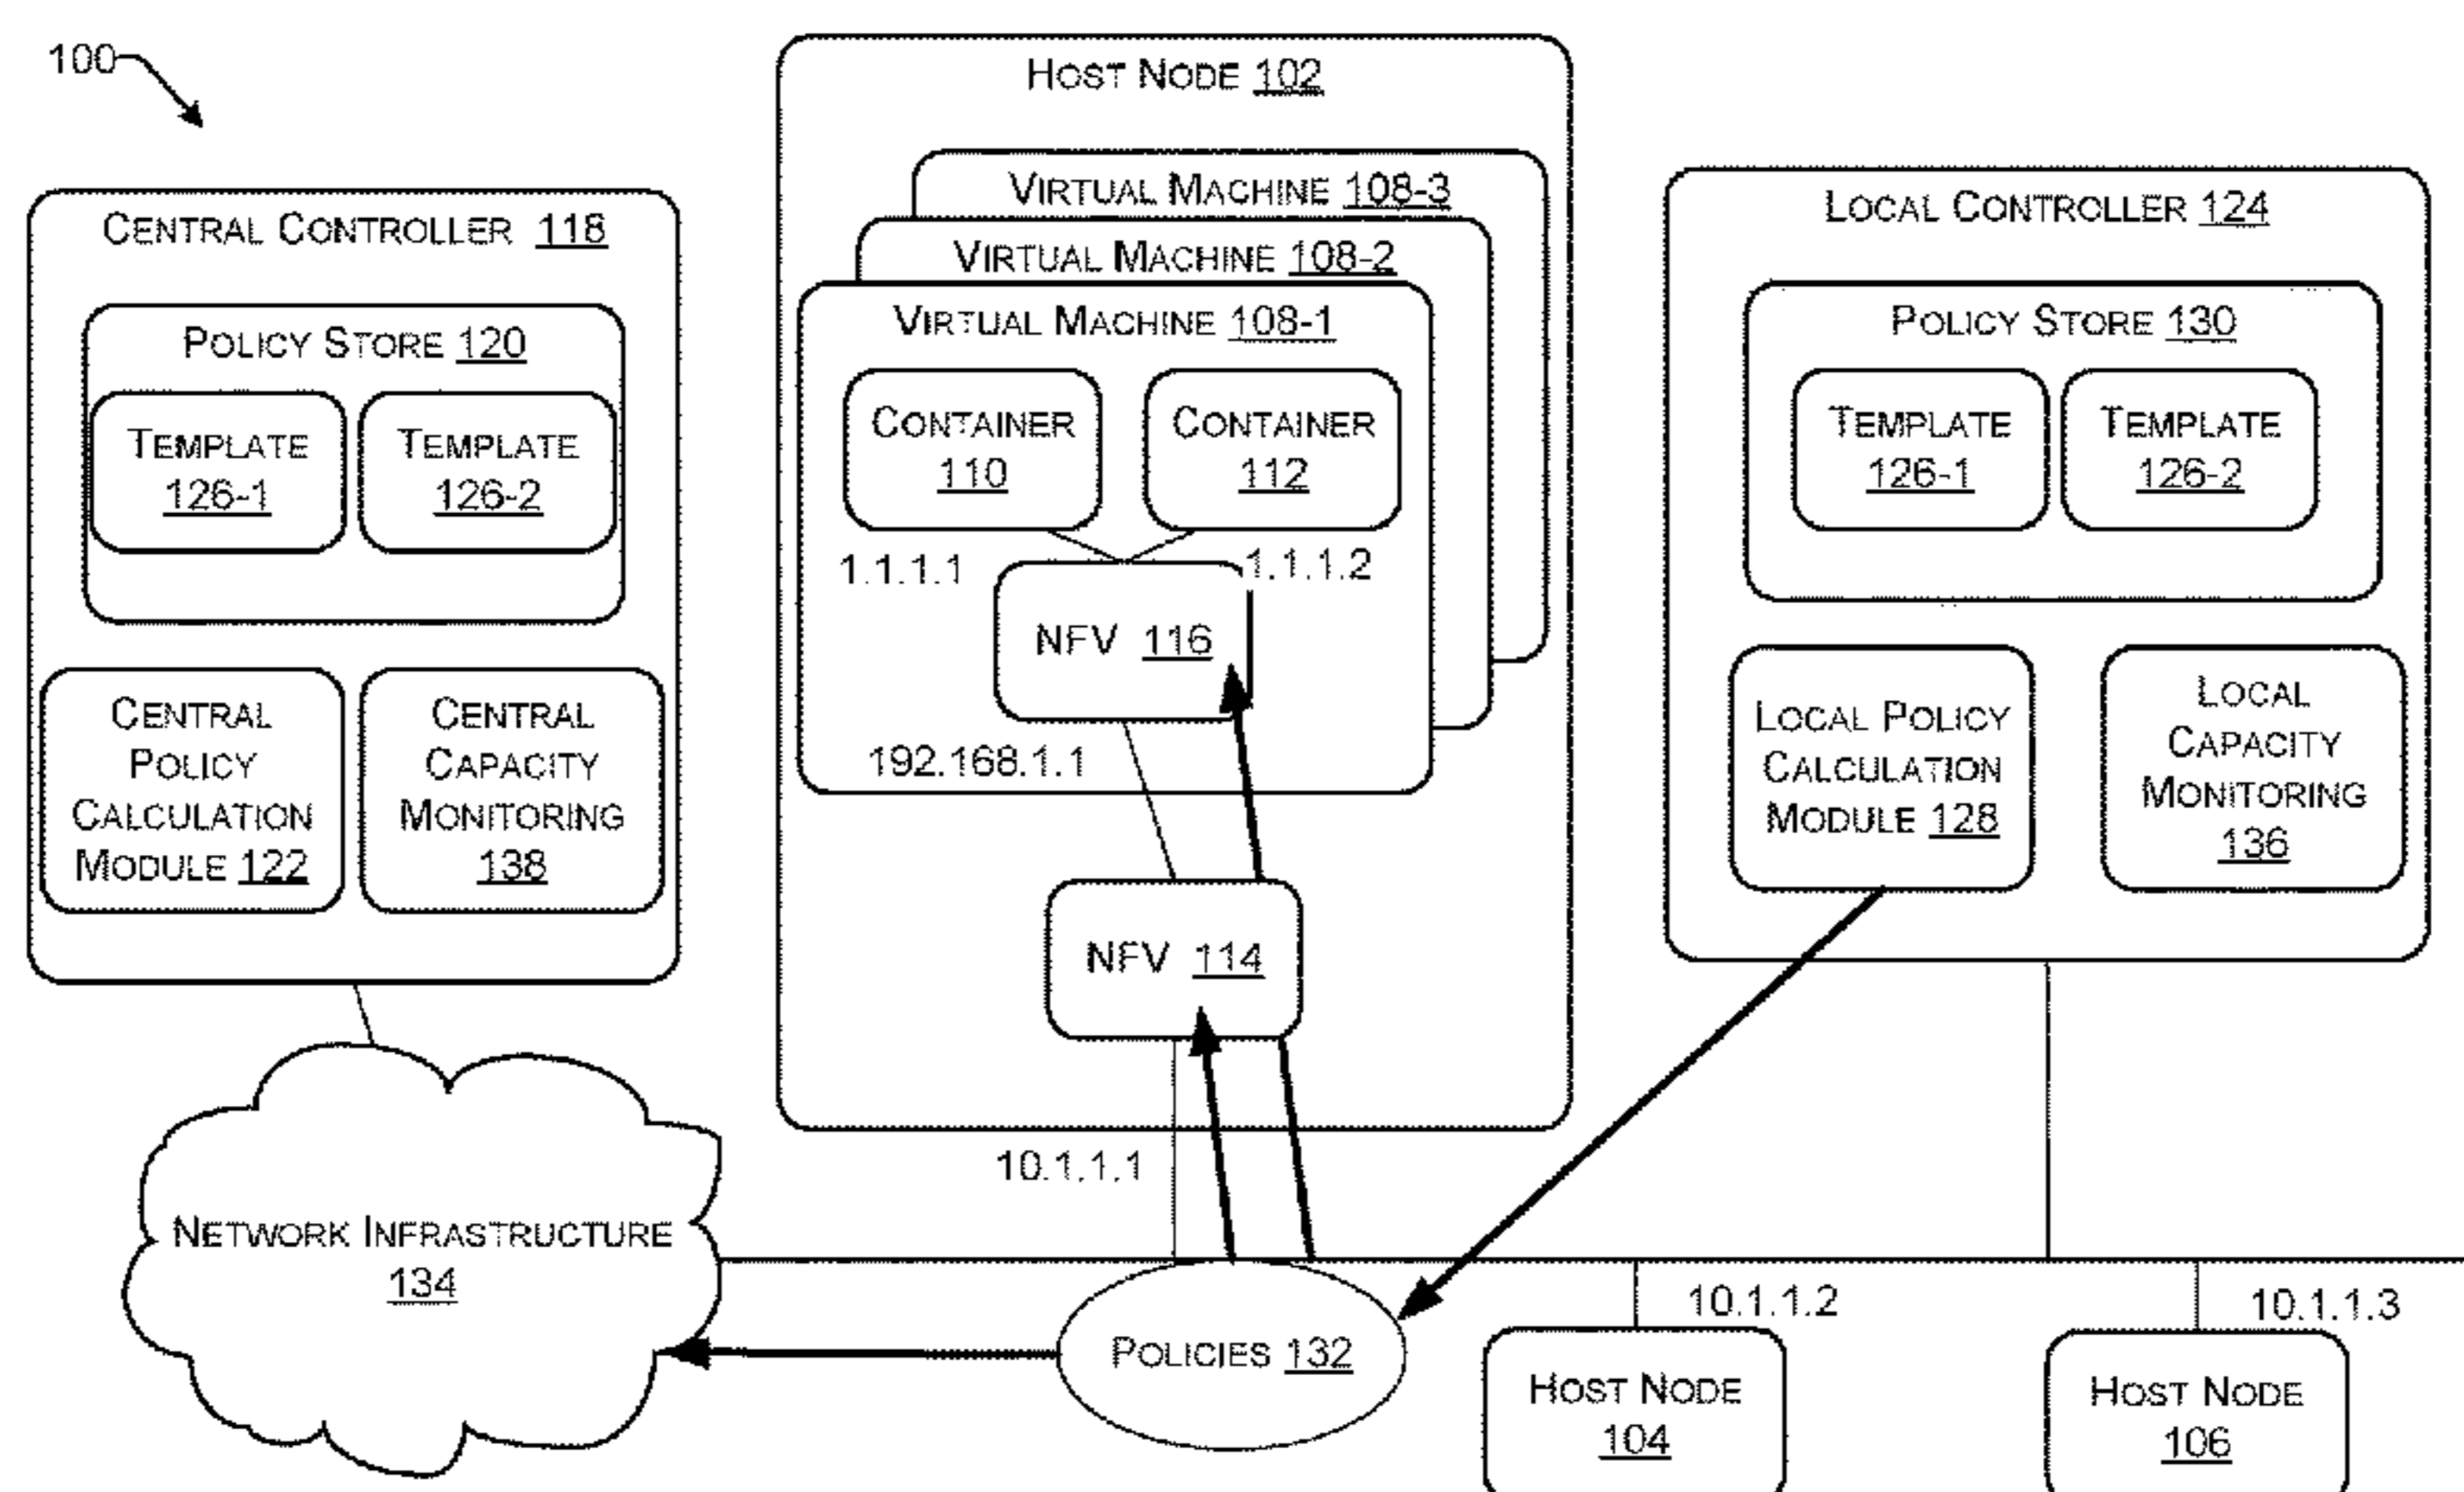 100
HOST NODE 102
VIRTUAL MACHINE 108-3
VIRTUAL MACHINE 108-2
VIRTUAL MACHINE 108-1
CONTAINER
110
CONTAINER
112
1.1.1.1
1.1.1.2
NFV 116
192.168.1.1
NFV 114
10.1.1.1
CENTRAL CONTROLLER 118
POLICY STORE 120
TEMPLATE
126-1
TEMPLATE
126-2
CENTRAL
POLICY
CALCULATION
MODULE 122
CENTRAL
CAPACITY
MONITORING
138
LOCAL CONTROLLER 124
POLICY STORE 130
TEMPLATE
126-1
TEMPLATE
126-2
LOCAL POLICY
CALCULATION
MODULE 128
LOCAL
CAPACITY
MONITORING
136
NETWORK INFRASTRUCTURE
134
POLICIES 132
10.1.1.2
HOST NODE
104
10.1.1.3
HOST NODE
106